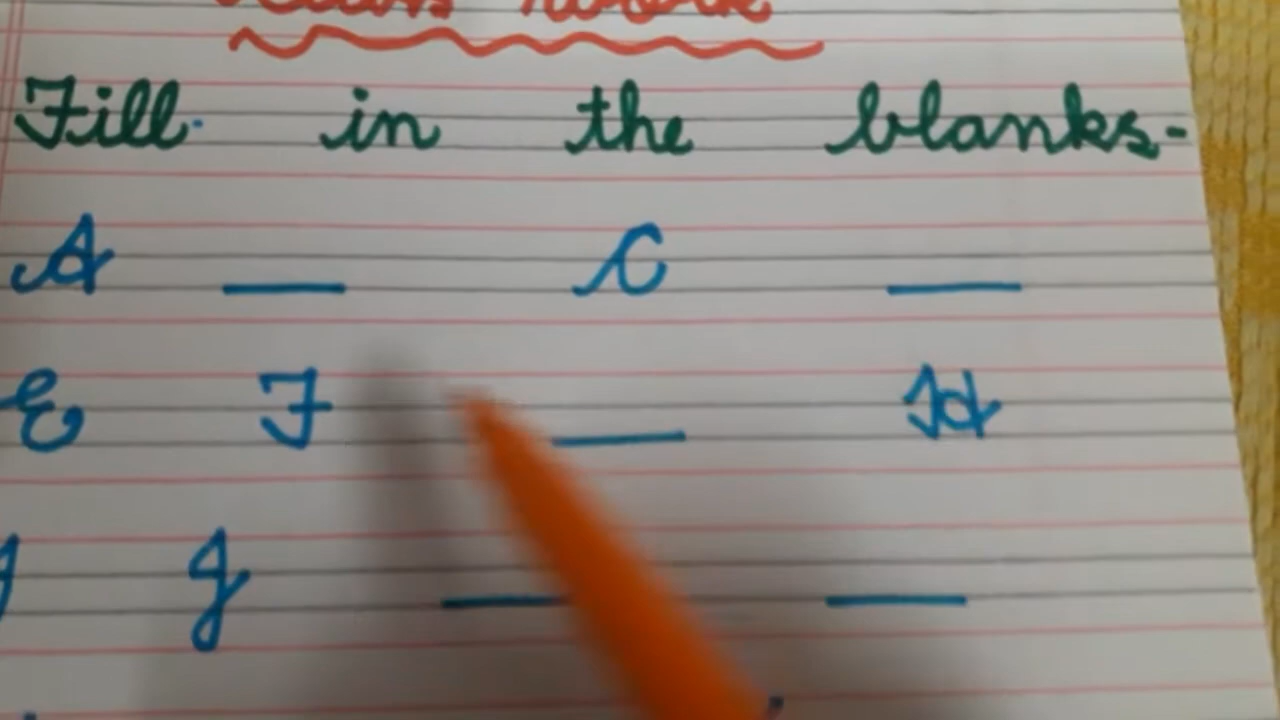 Fill in the blanks-
A __ C __
E F __ H
J __ __